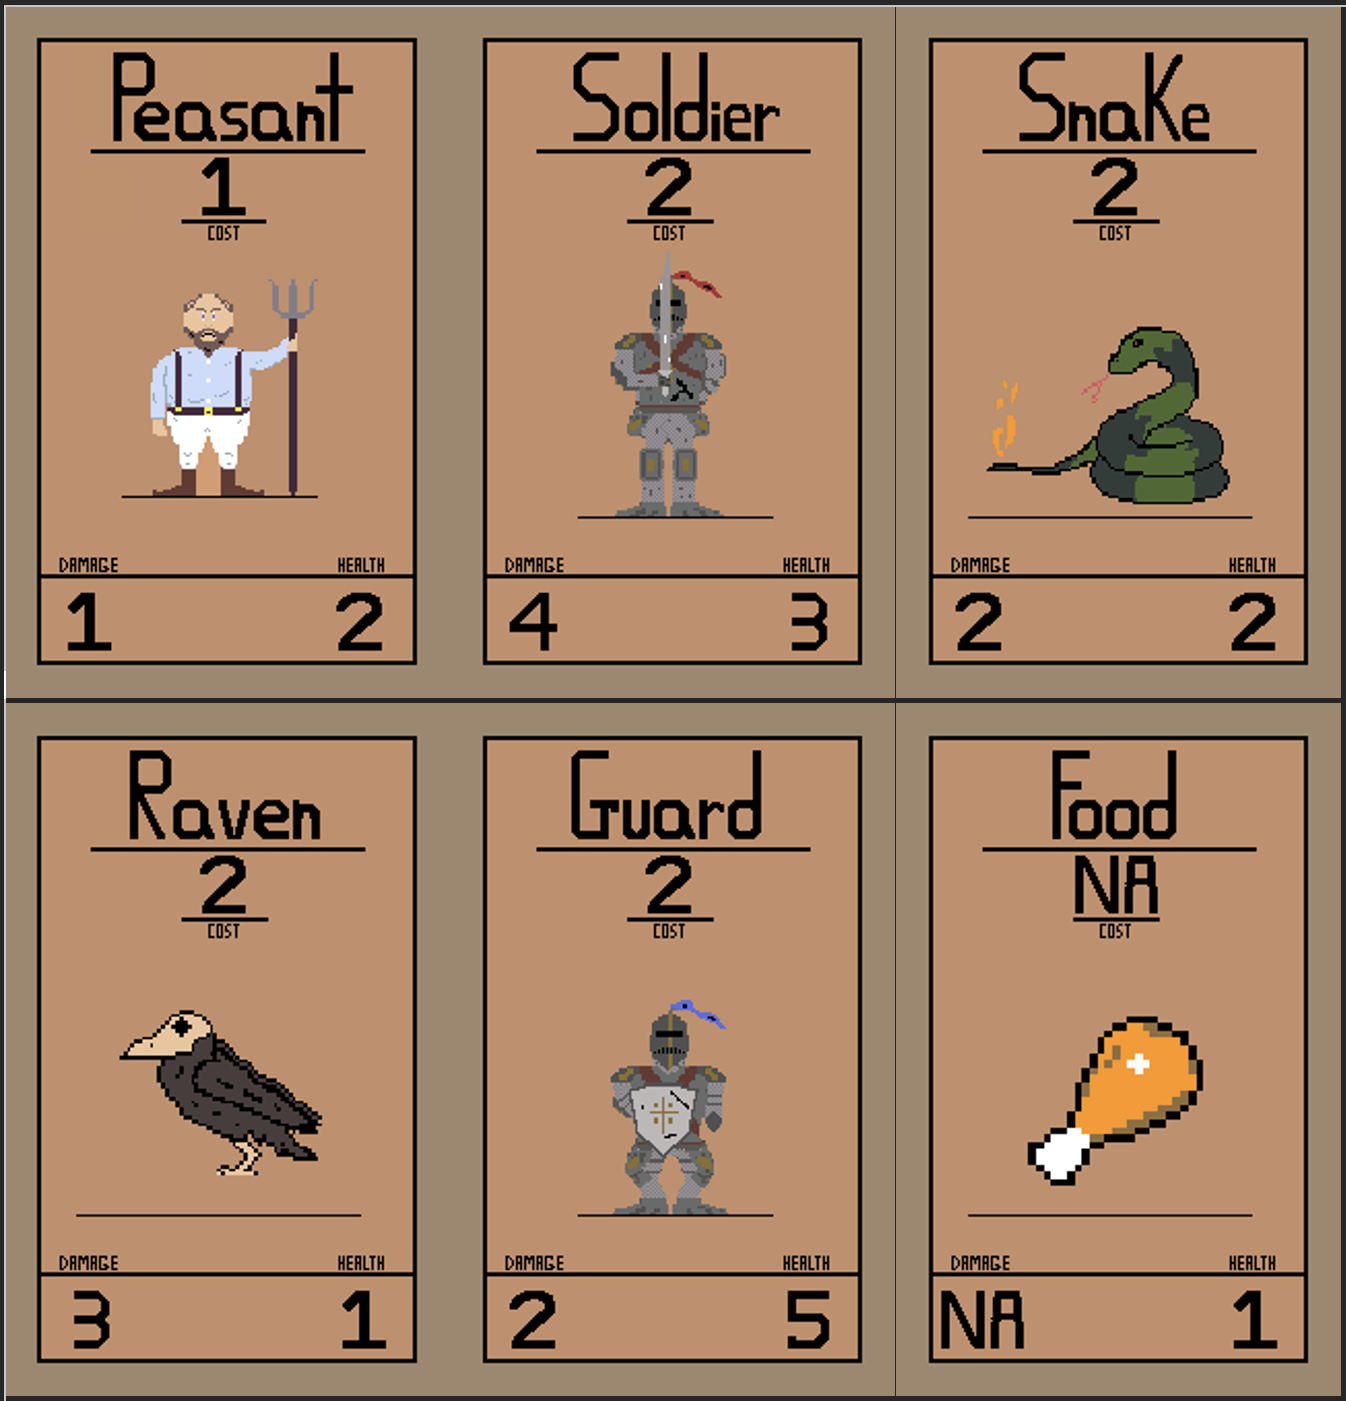 Peasant
1
COST
DAMAGE HEALTH
1 2
Soldier
2
COST
DAMAGE HEALTH
4 3
SnaKe
2
COST
DAMAGE HEALTH
2 2
Raven
2
COST
DAMAGE HEALTH
3 1
Guard
2
COST
DAMAGE HEALTH
2 5
Food
NA
COST
DAMAGE HEALTH
NA 1